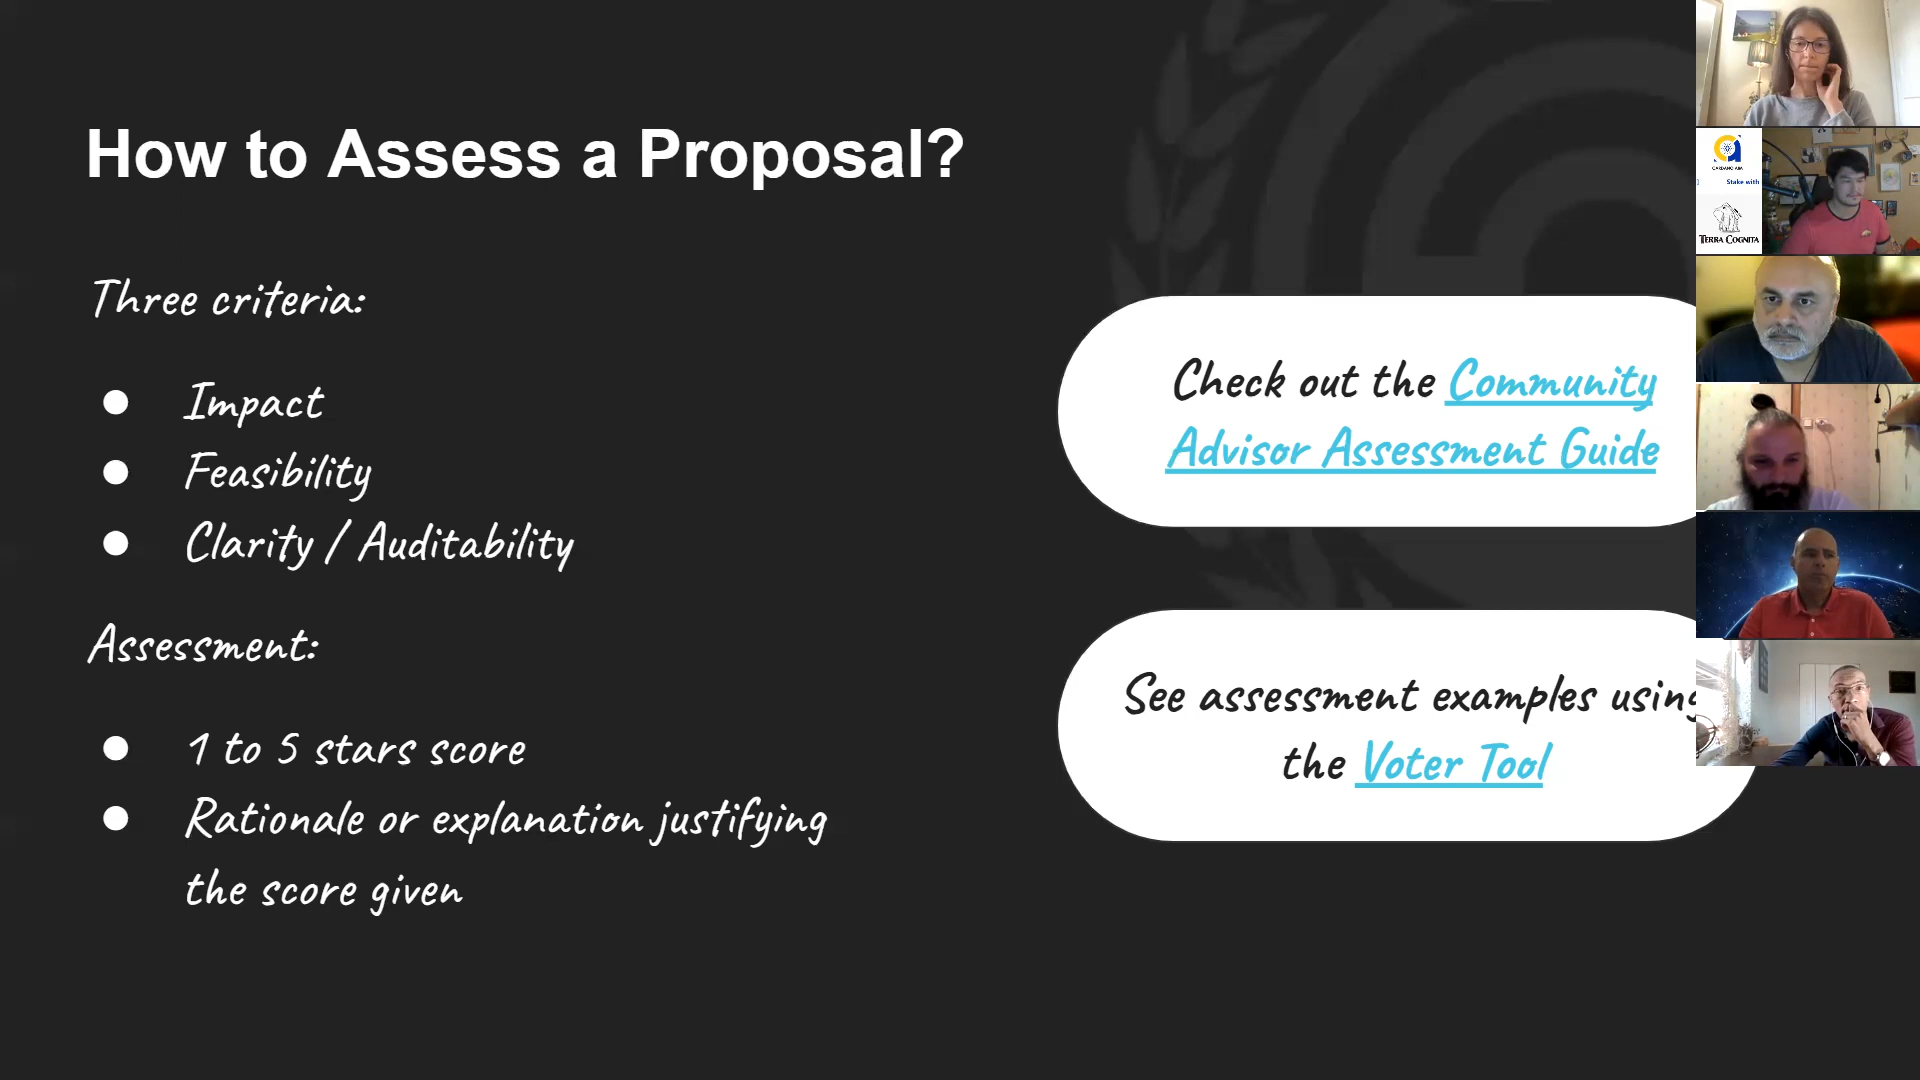 How to Assess a Proposal?
Three criteria:
Impact
Feasibility
Clarity / Auditability
Assessment:
1 to 5 stars score
Rationale or explanation justifying
the score given
Check out the Community
Advisor Assessment Guide
See assessment examples using
the Voter Tool
CARDANO AIM
Stake with
TERRA COGNITA